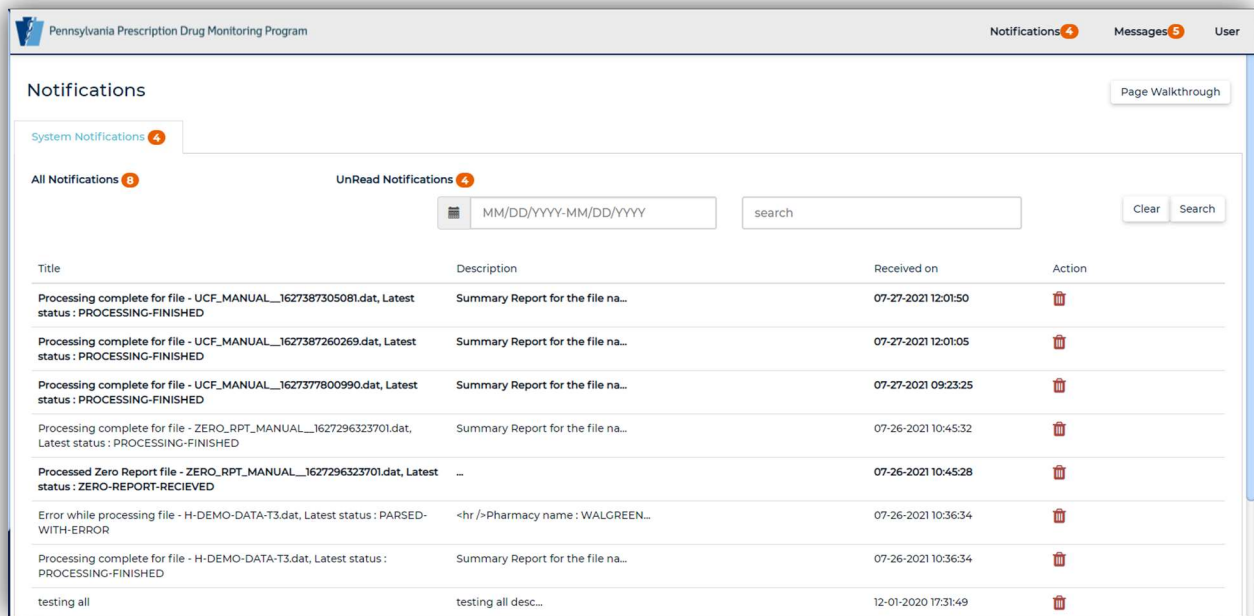 Pennsylvania Prescription Drug Monitoring Program
Notifications 4 Messages 5 User
Notifications
Page Walkthrough
System Notifications 4
All Notifications 8 UnRead Notifications 4
MM/DD/YYYY-MM/DD/YYYY search Clear Search
Title Description Received on Action
Processing complete for file - UCF_MANUAL__1627387305081.dat, Latest Summary Report for the file na... 07-27-2021 12:01:50
status : PROCESSING-FINISHED
Processing complete for file - UCF_MANUAL__1627387260269.dat, Latest Summary Report for the file na... 07-27-2021 12:01:05
status : PROCESSING-FINISHED
Processing complete for file - UCF_MANUAL__1627377800990.dat, Latest Summary Report for the file na... 07-27-2021 09:23:25
status : PROCESSING-FINISHED
Processing complete for file - ZERO_RPT_MANUAL__1627296323701.dat, Summary Report for the file na... 07-26-2021 10:45:32
Latest status : PROCESSING-FINISHED
Processed Zero Report file - ZERO_RPT_MANUAL__1627296323701.dat, Latest ... 07-26-2021 10:45:28
status : ZERO-REPORT-RECIEVED
Error while processing file - H-DEMO-DATA-T3.dat, Latest status : PARSED- <hr />Pharmacy name : WALGREEN... 07-26-2021 10:36:34
WITH-ERROR
Processing complete for file - H-DEMO-DATA-T3.dat, Latest status : Summary Report for the file na... 07-26-2021 10:36:34
PROCESSING-FINISHED
testing all testing all desc... 12-01-2020 17:31:49